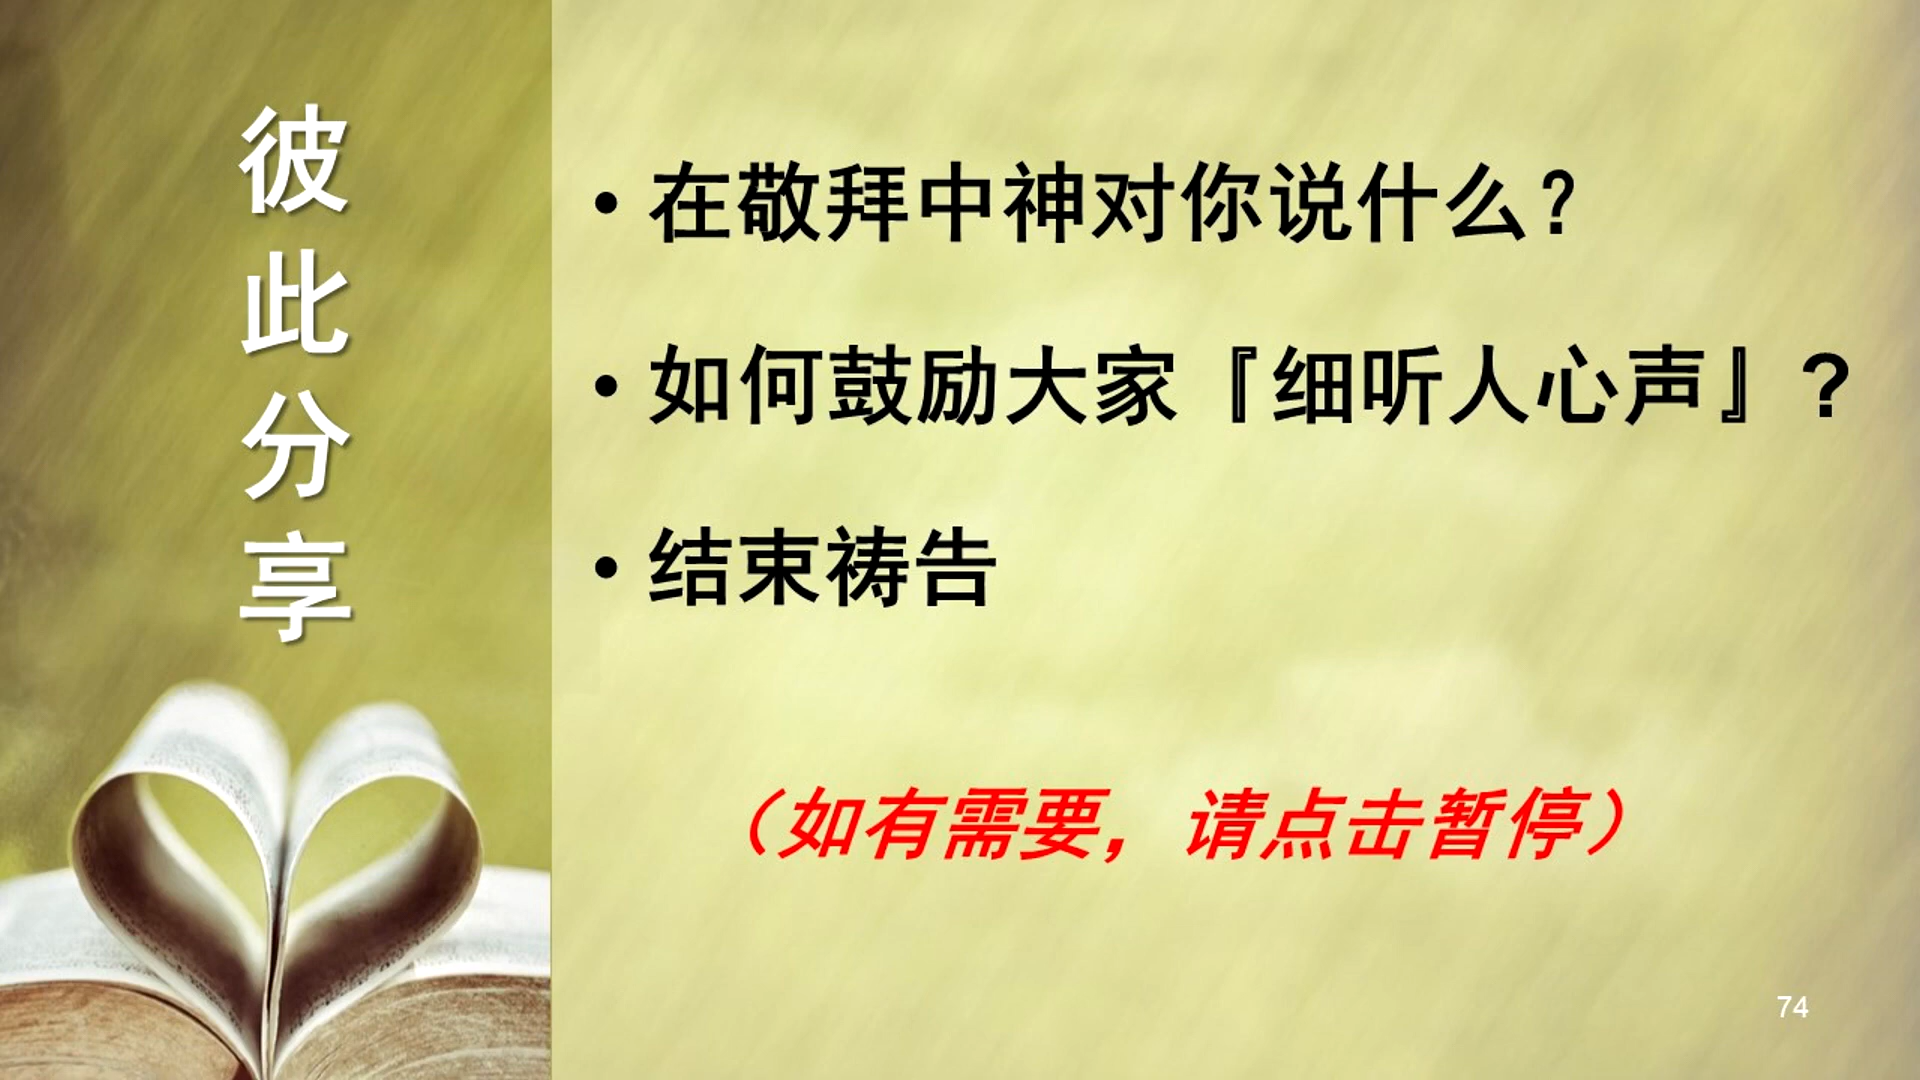 彼此分享
• 在敬拜中神对你说什么?
• 如何鼓励大家『细听人心声』?
• 结束祷告
（如有需要，请点击暂停）
74